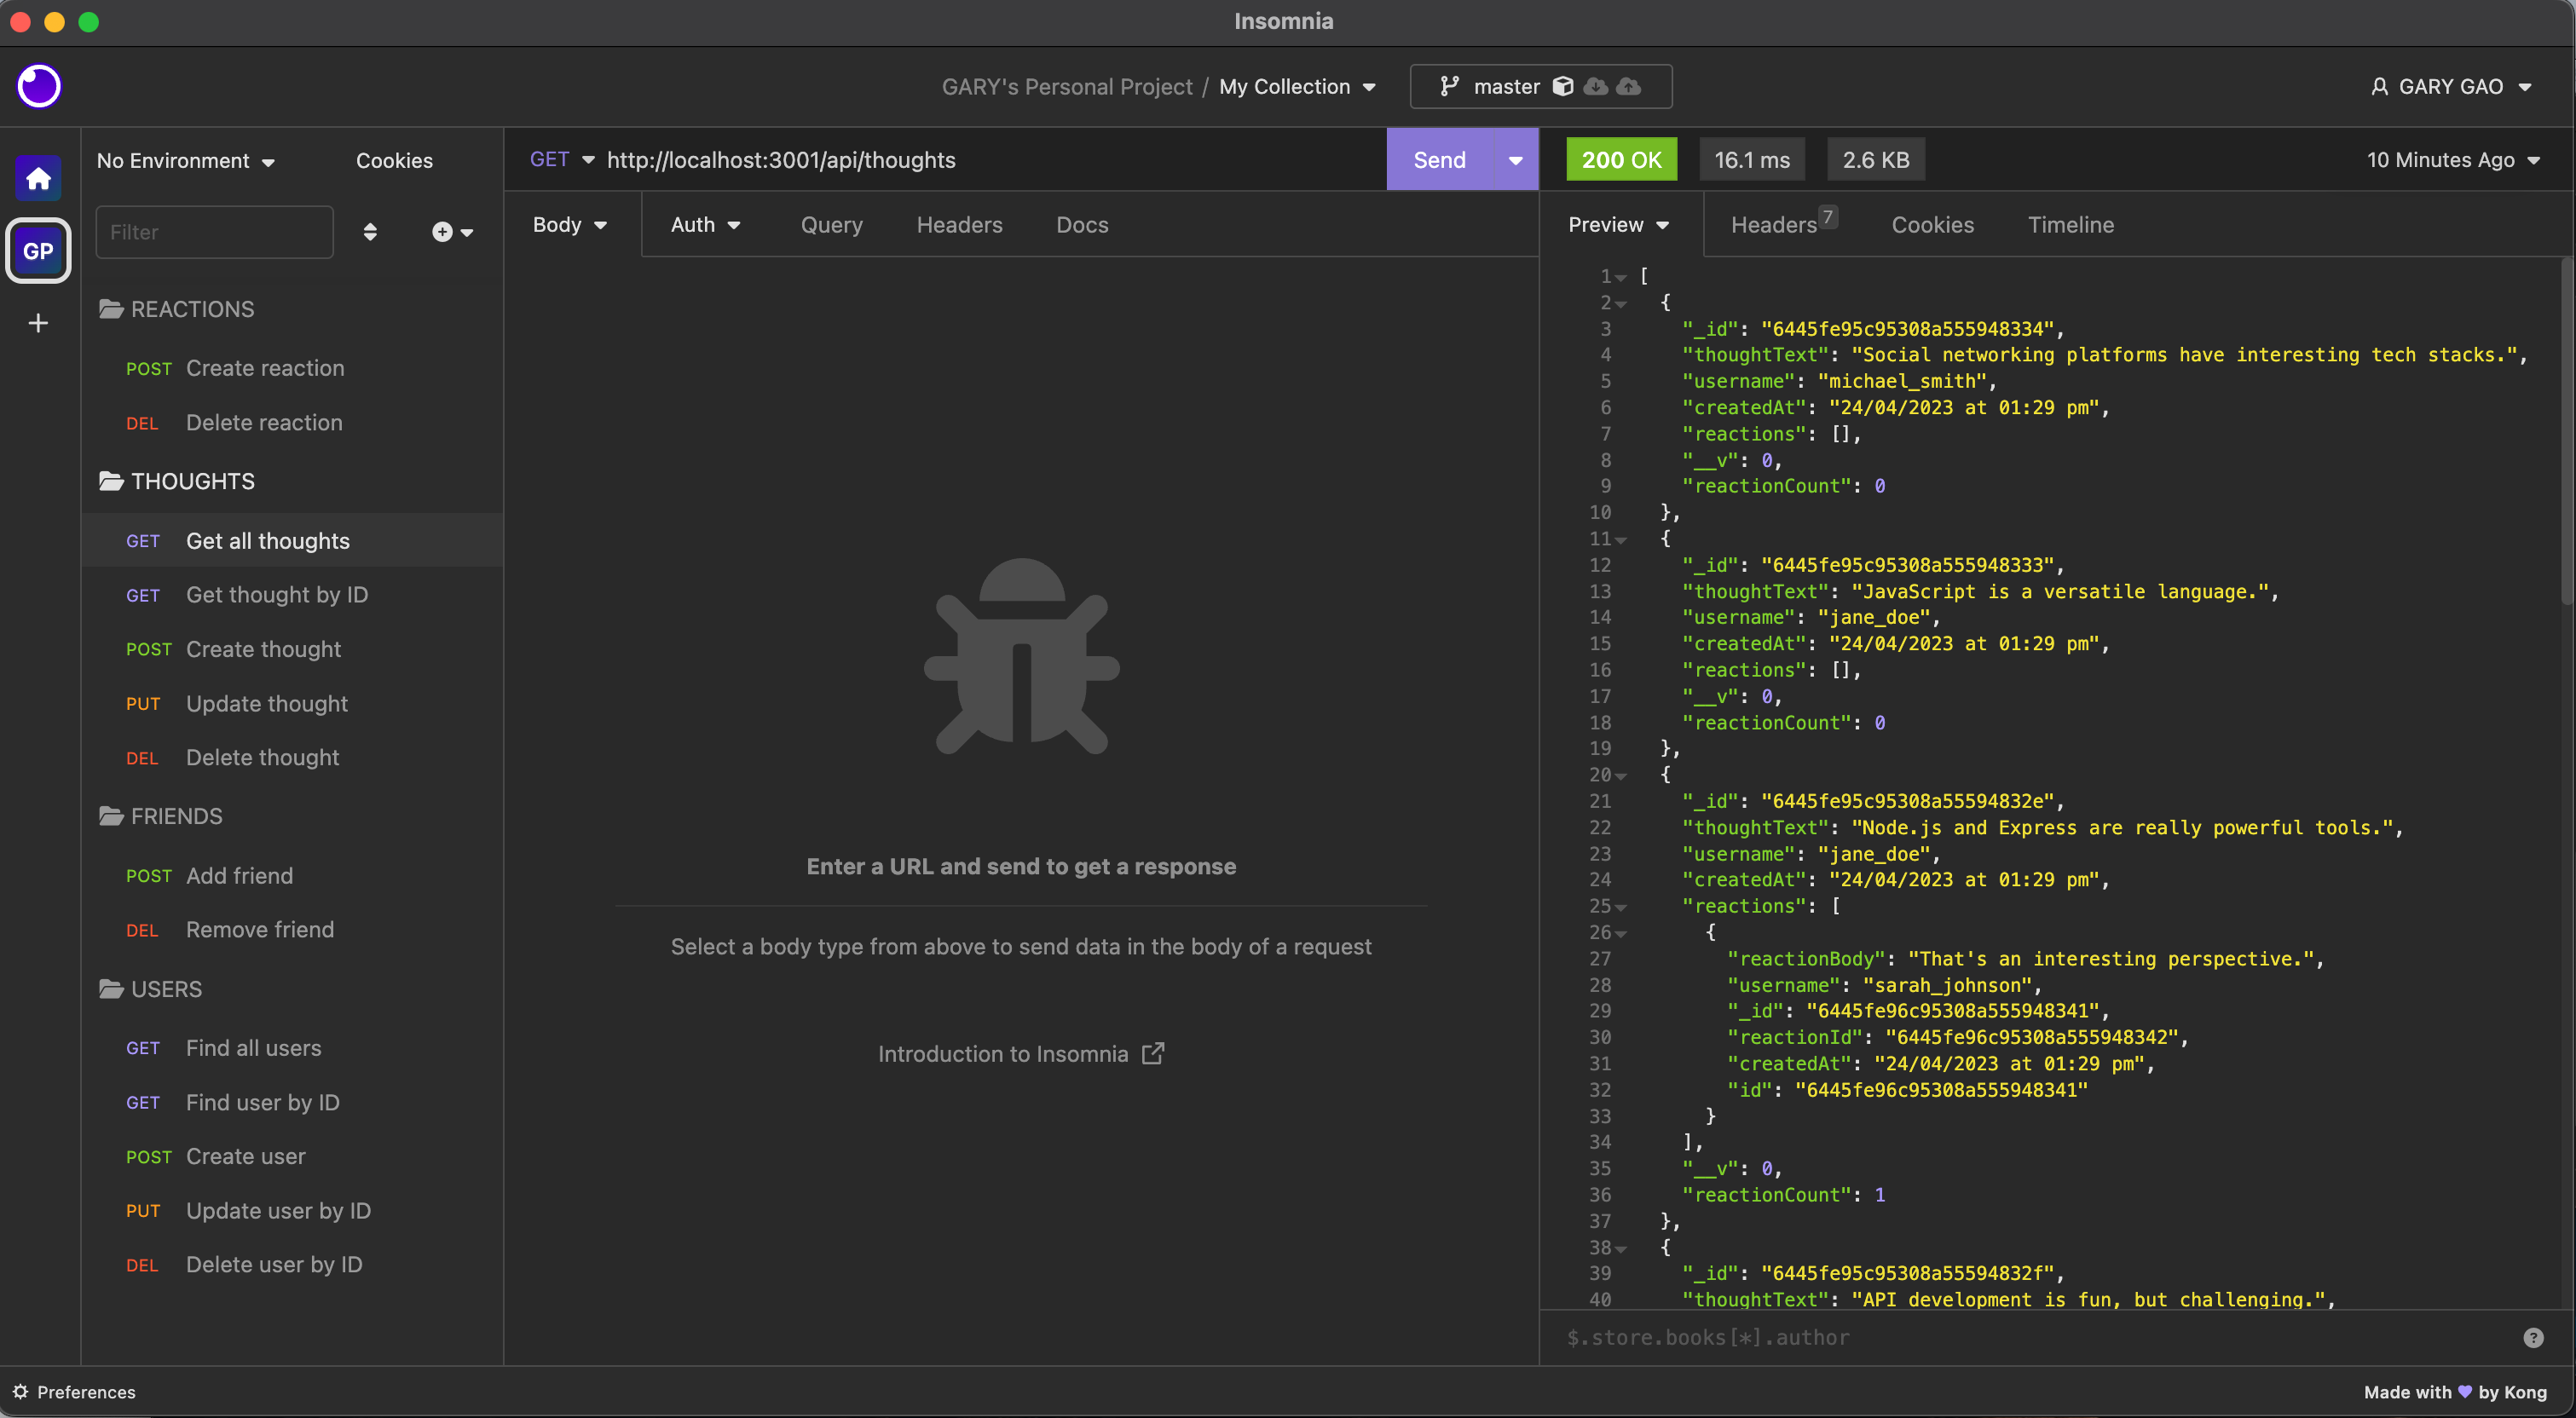 Insomnia
GARY's Personal Project / My Collection
master
GARY GAO
No Environment
Cookies
GET http://localhost:3001/api/thoughts
Send
200 OK
16.1 ms
2.6 KB
10 Minutes Ago
GP
Filter
Body
Auth
Query
Headers
Docs
Preview
Headers 7
Cookies
Timeline
REACTIONS
POST Create reaction
DEL Delete reaction
THOUGHTS
GET Get all thoughts
GET Get thought by ID
POST Create thought
PUT Update thought
DEL Delete thought
FRIENDS
POST Add friend
DEL Remove friend
USERS
GET Find all users
GET Find user by ID
POST Create user
PUT Update user by ID
DEL Delete user by ID
Enter a URL and send to get a response
Select a body type from above to send data in the body of a request
Introduction to Insomnia
1 [
2 {
3 "_id": "6445fe95c95308a555948334",
4 "thoughtText": "Social networking platforms have interesting tech stacks.",
5 "username": "michael_smith",
6 "createdAt": "24/04/2023 at 01:29 pm",
7 "reactions": [],
8 "__v": 0,
9 "reactionCount": 0
10 },
11 {
12 "_id": "6445fe95c95308a555948333",
13 "thoughtText": "JavaScript is a versatile language.",
14 "username": "jane_doe",
15 "createdAt": "24/04/2023 at 01:29 pm",
16 "reactions": [],
17 "__v": 0,
18 "reactionCount": 0
19 },
20 {
21 "_id": "6445fe95c95308a55594832e",
22 "thoughtText": "Node.js and Express are really powerful tools.",
23 "username": "jane_doe",
24 "createdAt": "24/04/2023 at 01:29 pm",
25 "reactions": [
26 {
27 "reactionBody": "That's an interesting perspective.",
28 "username": "sarah_johnson",
29 "_id": "6445fe96c95308a555948341",
30 "reactionId": "6445fe96c95308a555948342",
31 "createdAt": "24/04/2023 at 01:29 pm",
32 "id": "6445fe96c95308a555948341"
33 }
34 ],
35 "__v": 0,
36 "reactionCount": 1
37 },
38 {
39 "_id": "6445fe95c95308a55594832f",
40 "thoughtText": "API development is fun, but challenging.",
$.store.books[*].author
Preferences
Made with 💜 by Kong